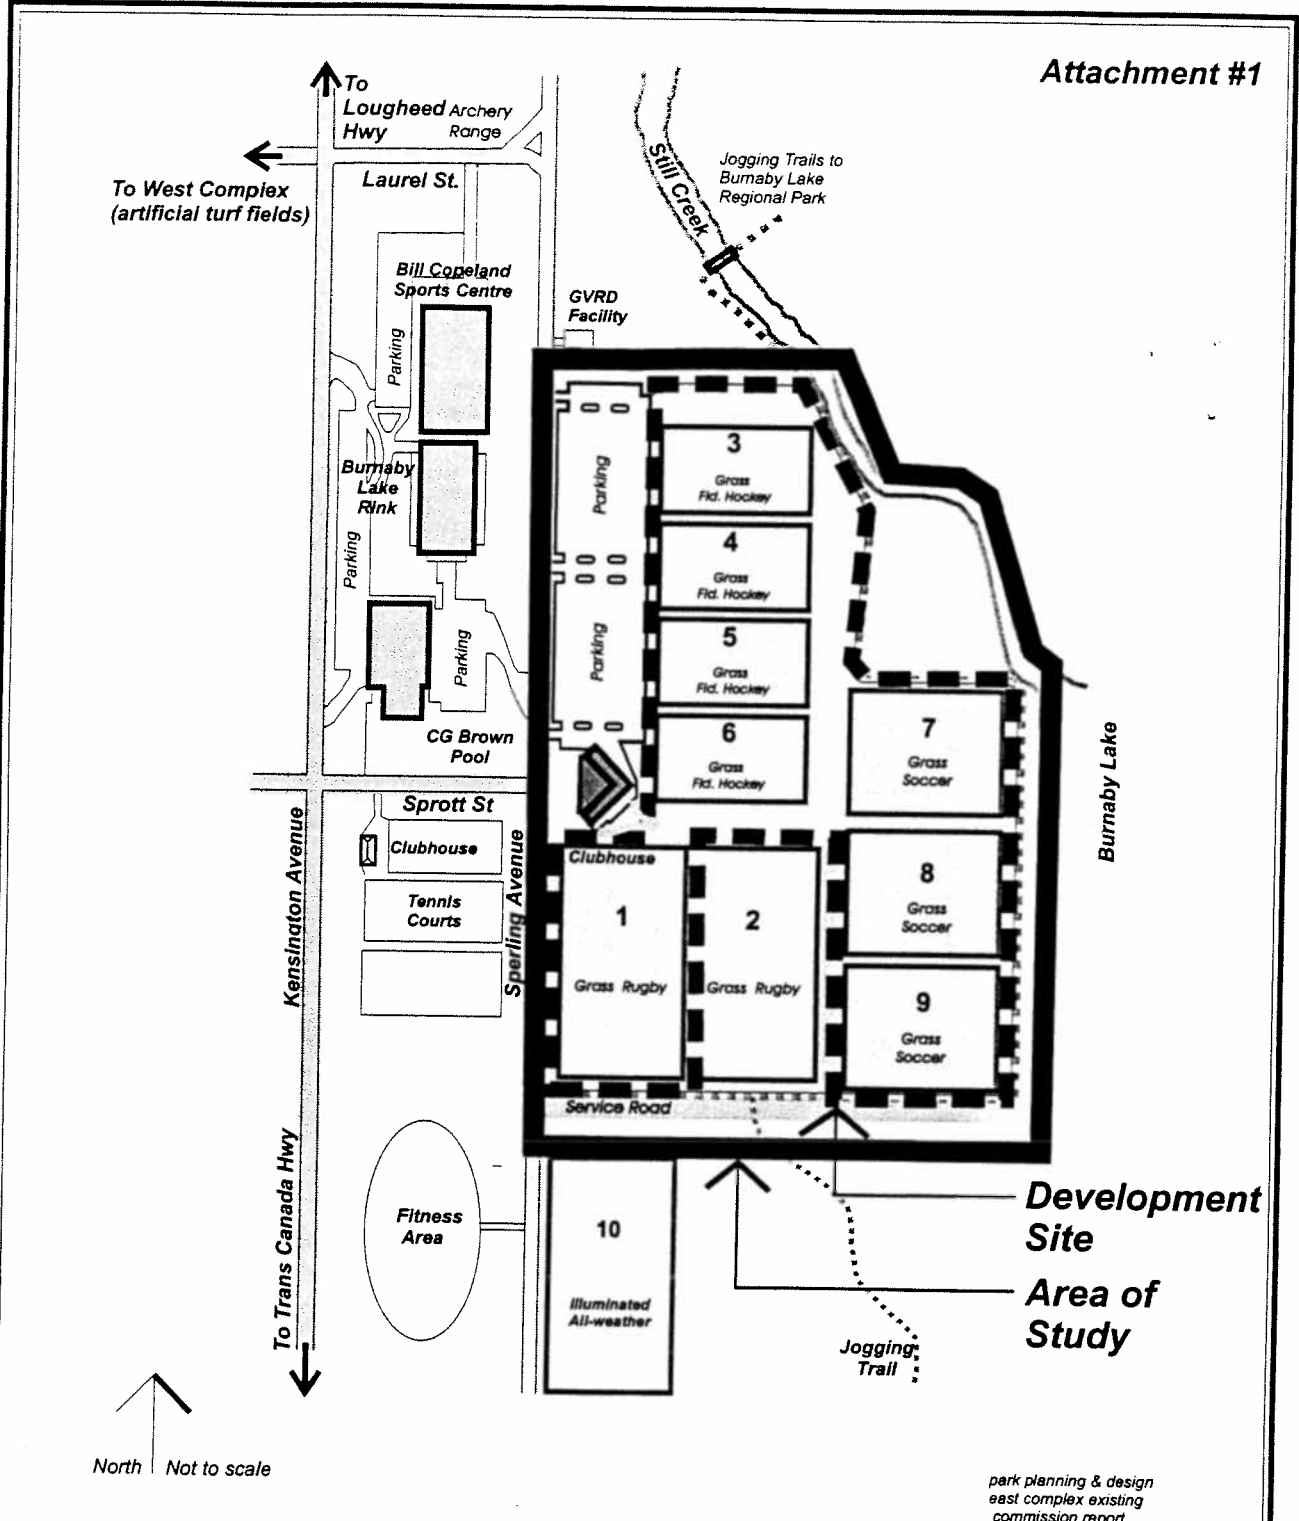 Attachment #1
To
Lougheed
Hwy
Archery
Range
To West Complex
(artificial turf fields)
Laurel St.
Still Creek
Jogging Trails to
Burnaby Lake
Regional Park
Bill Copeland
Sports Centre
GVRD
Facility
Parking
Burnaby
Lake
Rink
Parking
Parking
CG Brown
Pool
Parking
Parking
3
Grass
Fld. Hockey
4
Grass
Fld. Hockey
5
Grass
Fld. Hockey
6
Grass
Fld. Hockey
7
Grass
Soccer
8
Grass
Soccer
9
Grass
Soccer
Burnaby Lake
Sprott St
Kensington Avenue
Clubhouse
Tennis
Courts
Sperling Avenue
Clubhouse
1
Grass Rugby
2
Grass Rugby
Service Road
To Trans Canada Hwy
Fitness
Area
10
Illuminated
All-weather
Development
Site
Area of
Study
Jogging
Trail
North
Not to scale
park planning & design
east complex existing
commission report